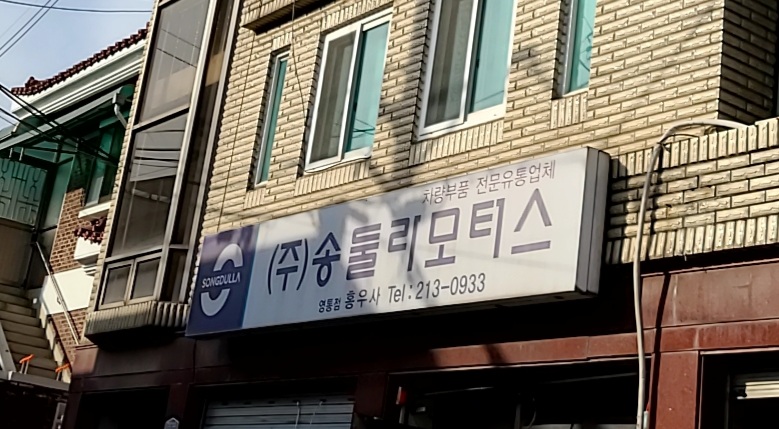 차량부품 전문유통업체
SONGDULLA
(주)송둘리모티스
영통점 홍우사 Tel:213-0933